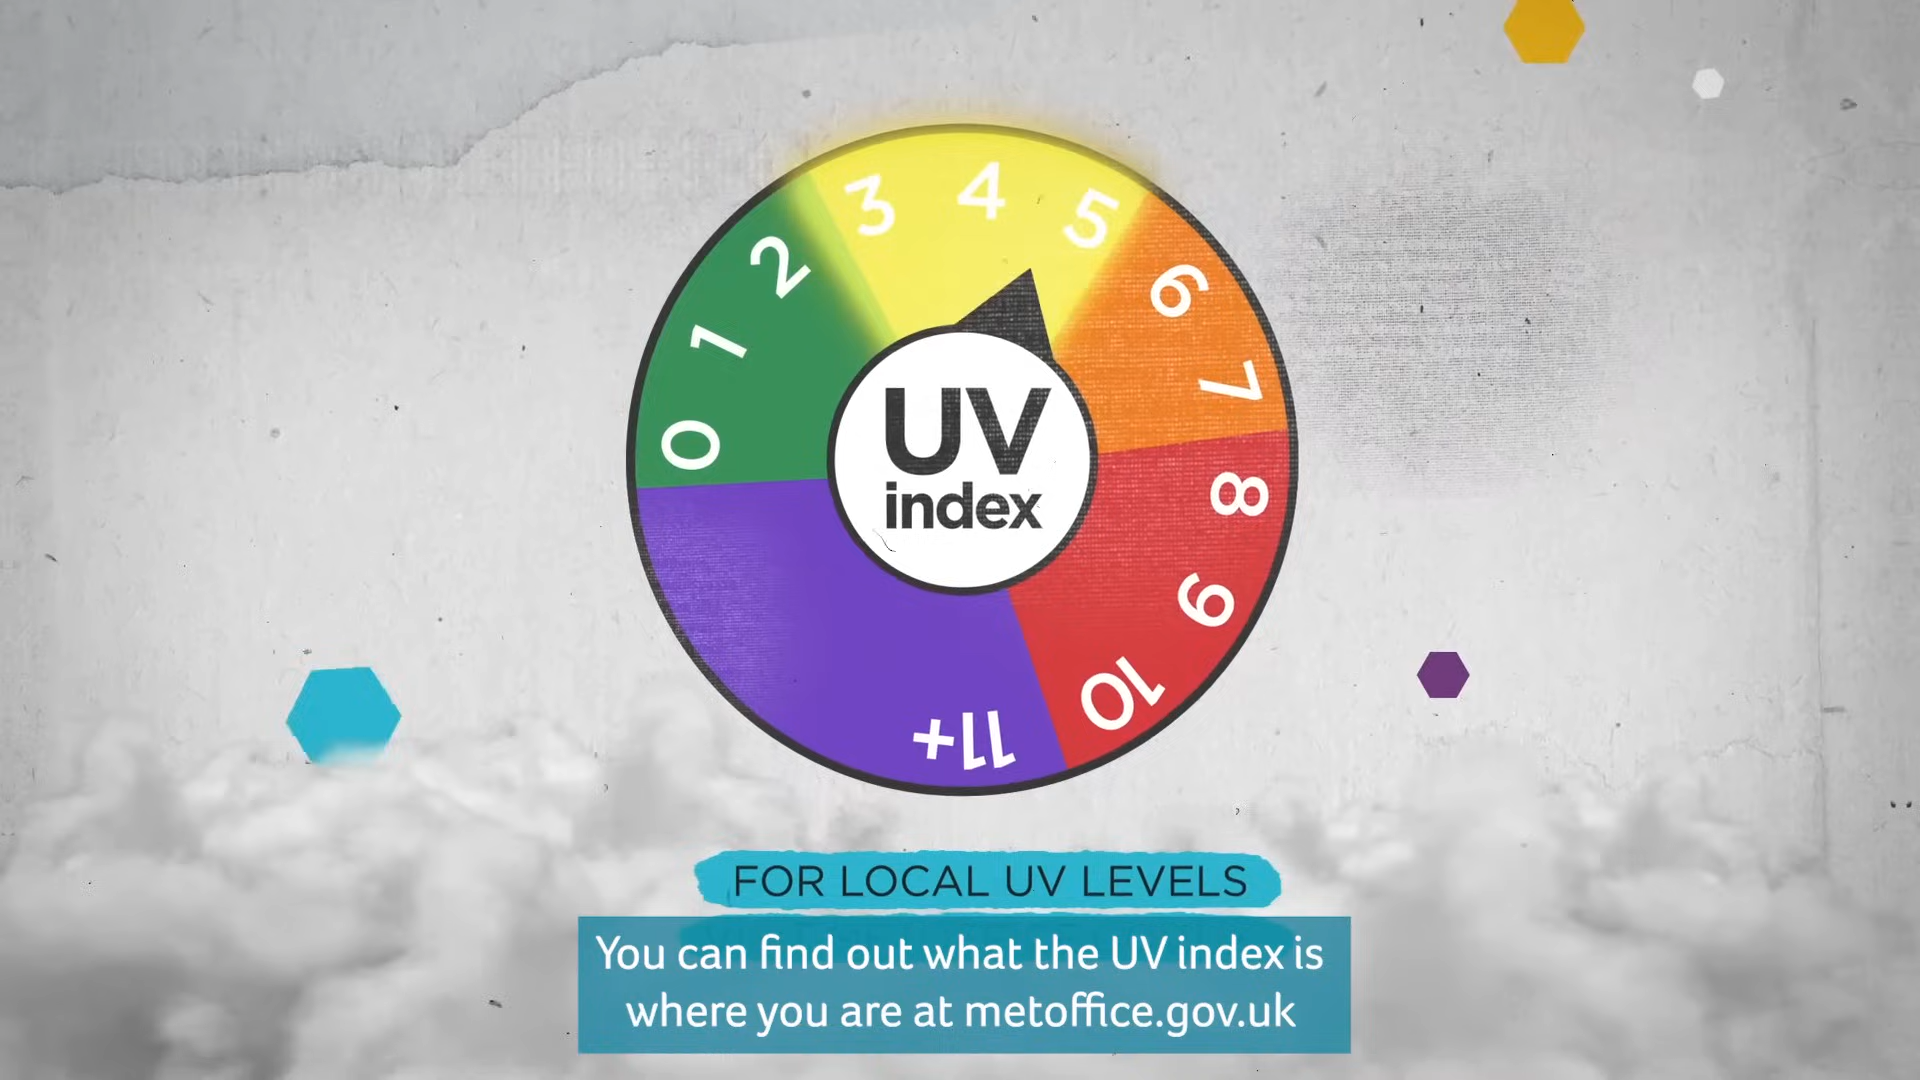 3 4 5
2 6
1 7
0 8
9
10
11+
UV
index
FOR LOCAL UV LEVELS
You can find out what the UV index is
where you are at metoffice.gov.uk